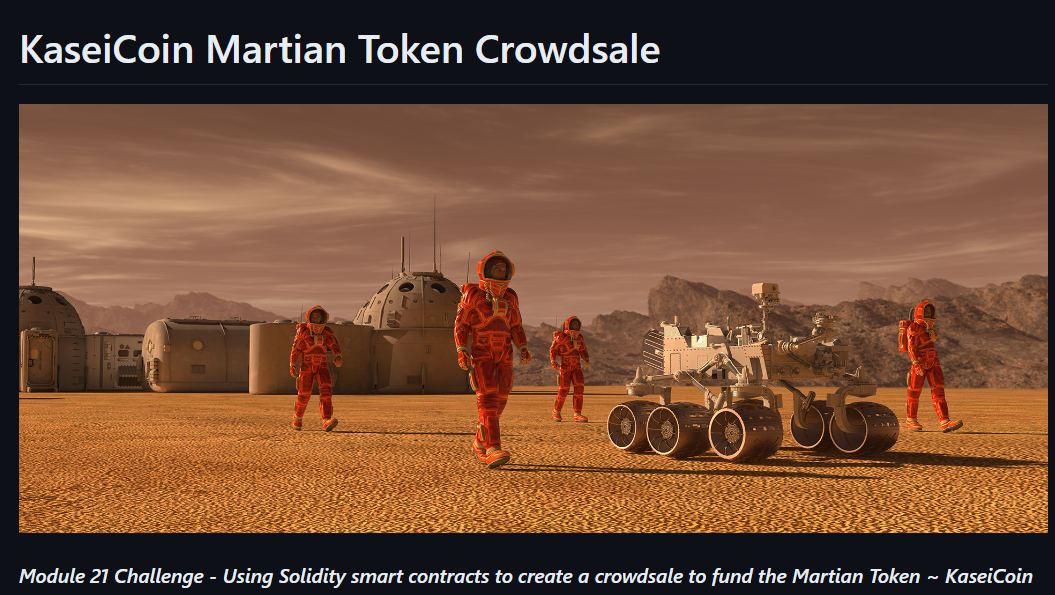 KaseiCoin Martian Token Crowdsale
Module 21 Challenge - Using Solidity smart contracts to create a crowdsale to fund the Martian Token ~ KaseiCoin